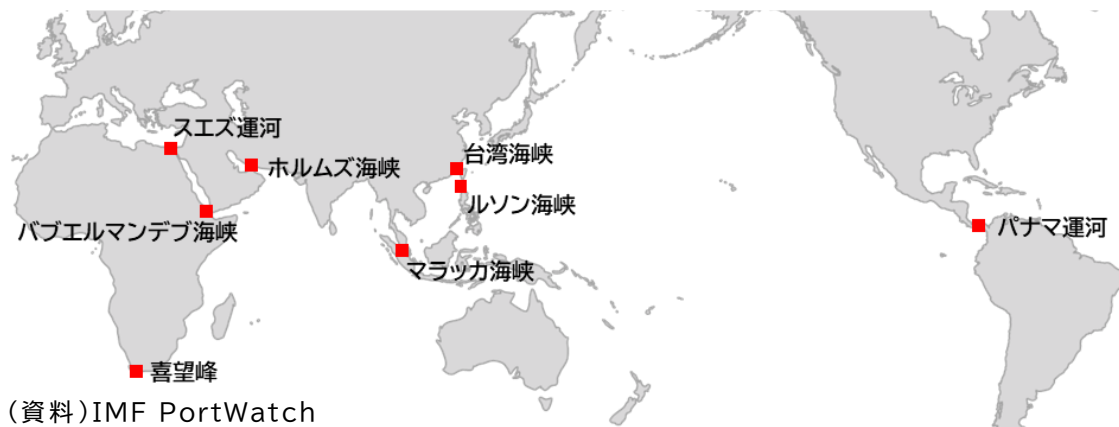 スエズ運河
ホルムズ海峡
台湾海峡
ルソン海峡
バブエルマンデブ海峡
パナマ運河
マラッカ海峡
喜望峰
(資料)IMF PortWatch